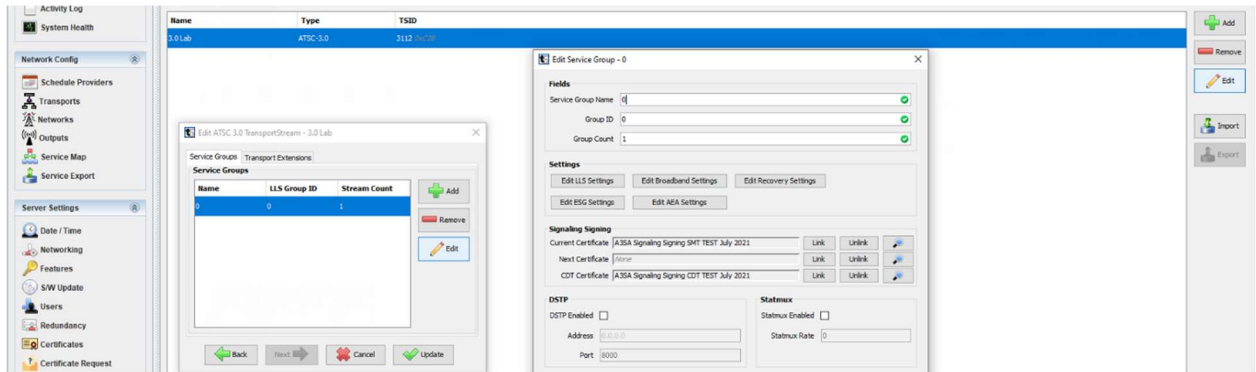 Activity Log
System Health
Network Config
Schedule Providers
Transports
Networks
Outputs
Service Map
Service Export
Server Settings
Date / Time
Networking
Features
S/W Update
Users
Redundancy
Certificates
Certificate Request
Name Type TSID
3.0 Lab ATSC-3.0 3112
Add
Remove
Edit
Import
Export
Edit ATSC 3.0 TransportStream - 3.0 Lab
Service Groups Transport Extensions
Service Groups
Name LLS Group ID Stream Count
0 0 1
Add
Remove
Edit
Back Next Cancel Update
Edit Service Group - 0
Fields
Service Group Name 0
Group ID 0
Group Count 1
Settings
Edit LLS Settings Edit Broadband Settings Edit Recovery Settings
Edit ESG Settings Edit AEA Settings
Signaling Signing
Current Certificate A3SA Signaling Signing SMT TEST July 2021 Link Unlink
Next Certificate None Link Unlink
CDT Certificate A3SA Signaling Signing CDT TEST July 2021 Link Unlink
DSTP Statmux
DSTP Enabled Statmux Enabled
Address 0.0.0.0 Statmux Rate 0
Port 8000